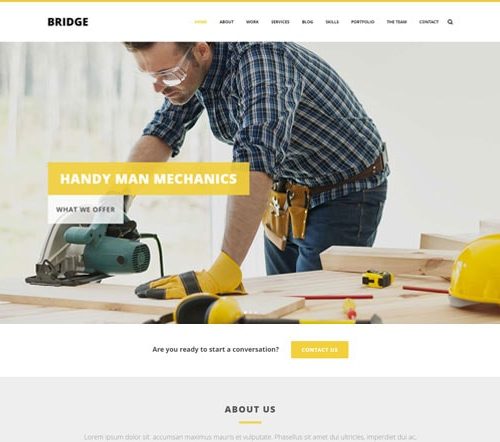 BRIDGE
HOME ABOUT WORK SERVICES BLOG SKILLS PORTFOLIO THE TEAM CONTACT
HANDY MAN MECHANICS
WHAT WE OFFER
Are you ready to start a conversation?
CONTACT US
ABOUT US
Lorem ipsum dolor sit, accumsan maximus mauris et vulputate. Phasellus sit amet dui ultricies, imperdiet dui ac,